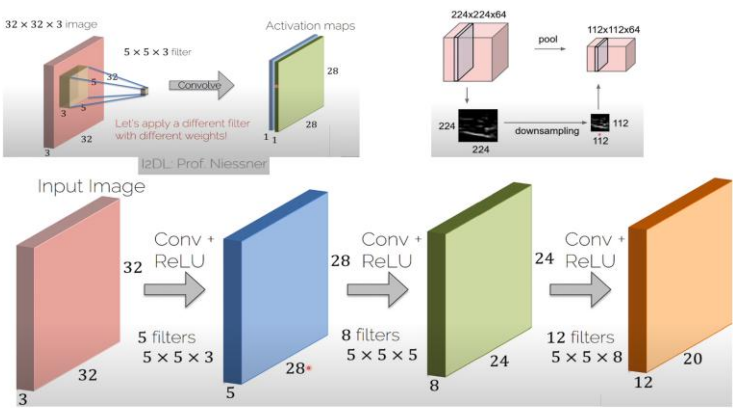 32 × 32 × 3 image
5 × 5 × 3 filter
Activation maps
5
32
5
3
32
3
Convolve
Let's apply a different filter
with different weights!
28
28
1
1
I2DL: Prof. Niessner
224x224x64
pool
112x112x64
224
224
downsampling
112
112
Input Image
32
32
3
Conv +
ReLU
5 filters
5 × 5 × 3
28
28
5
Conv +
ReLU
8 filters
5 × 5 × 5
24
24
8
Conv +
ReLU
12 filters
5 × 5 × 8
20
12